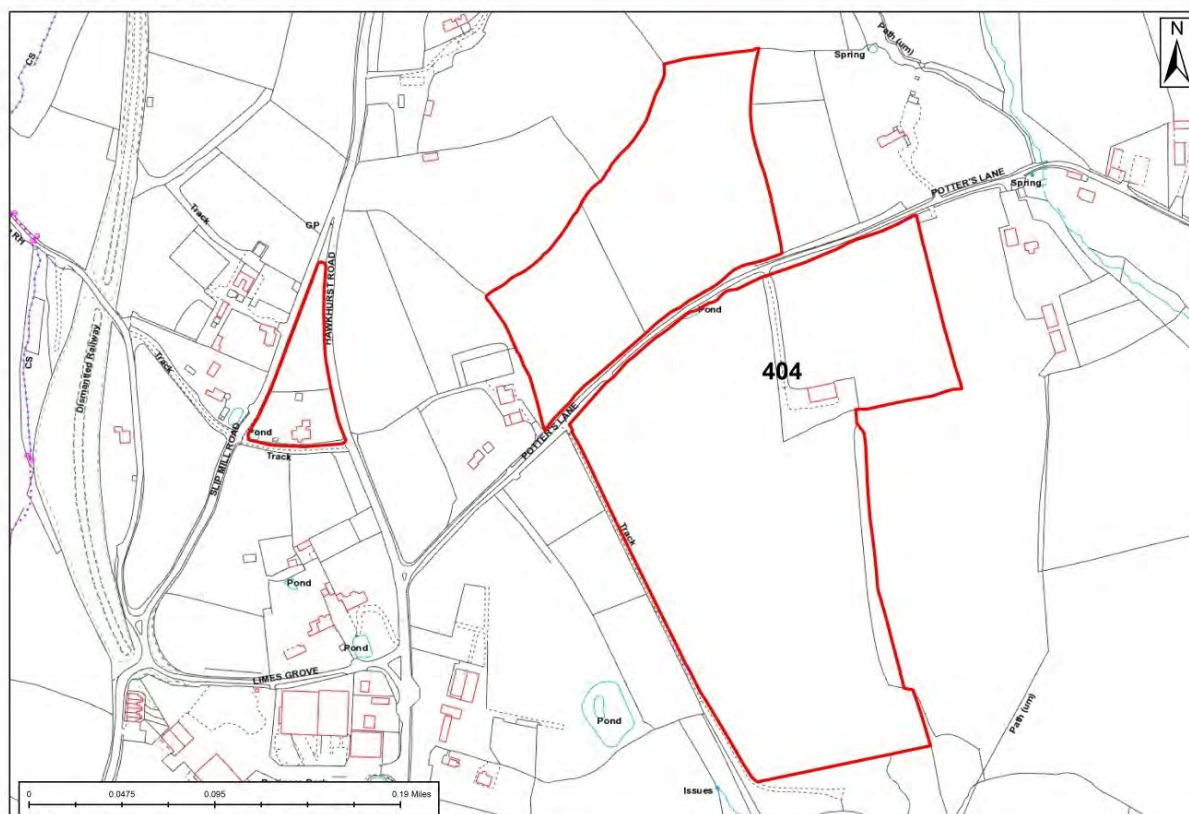 N
CS
Path (um)
Spring
POTTER'S LANE
Spring
Track
GP
HAWKHURST ROAD
Pond
404
Dismantled Railway
CS
Track
Pond
SLIP MILL ROAD
Track
POTTER'S LANE
Track
Pond
Pond
LIMES GROVE
Pond
Path (um)
Issues
0 0.0475 0.095 0.19 Miles